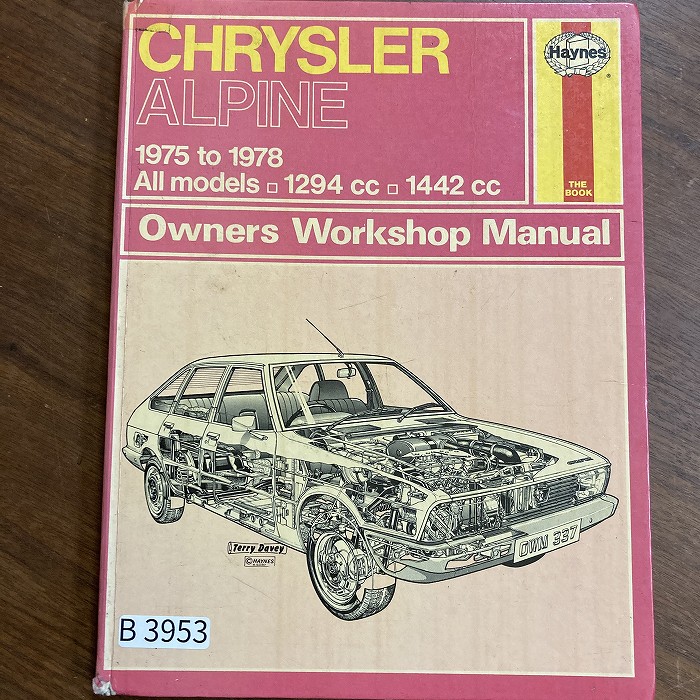 CHRYSLER
ALPINE
1975 to 1978
All models ▫ 1294 cc ▫ 1442 cc
Haynes
®
THE
BOOK
Owners Workshop Manual
Terry Davey
© HAYNES
OWM 337
B 3953